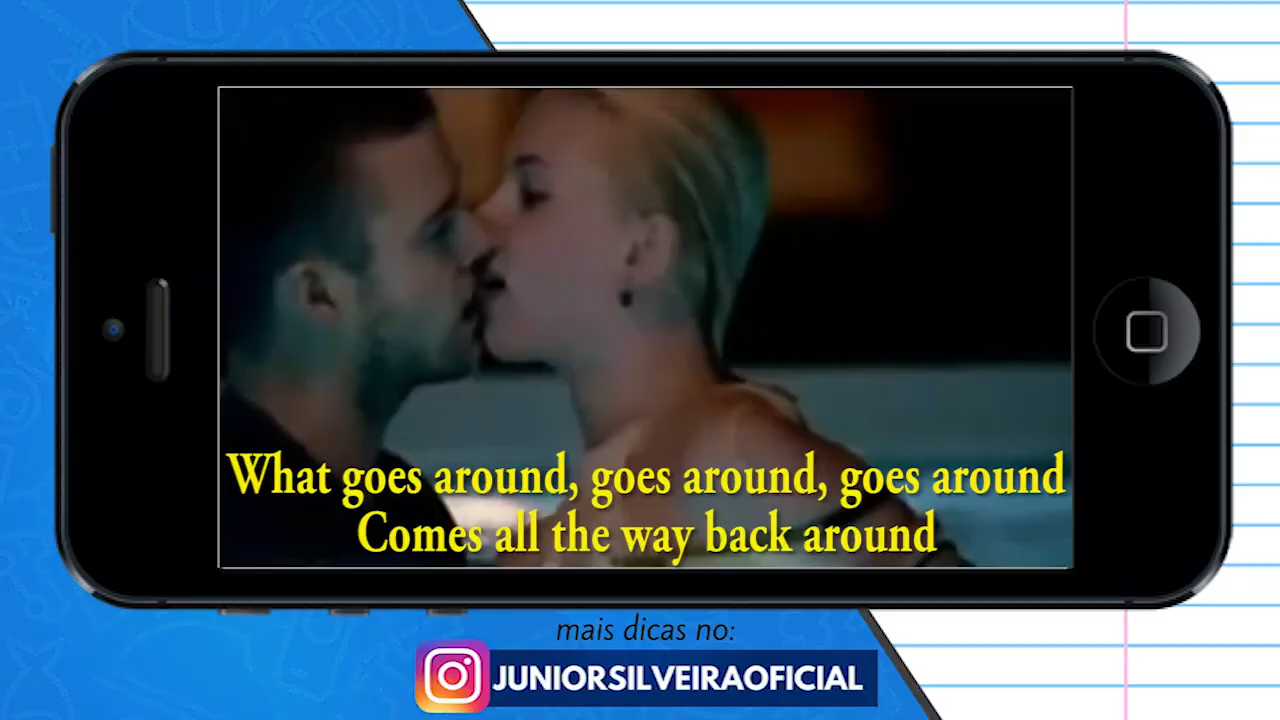 What goes around, goes around, goes around
Comes all the way back around
mais dicas no:
JUNIORSILVEIRAOFICIAL